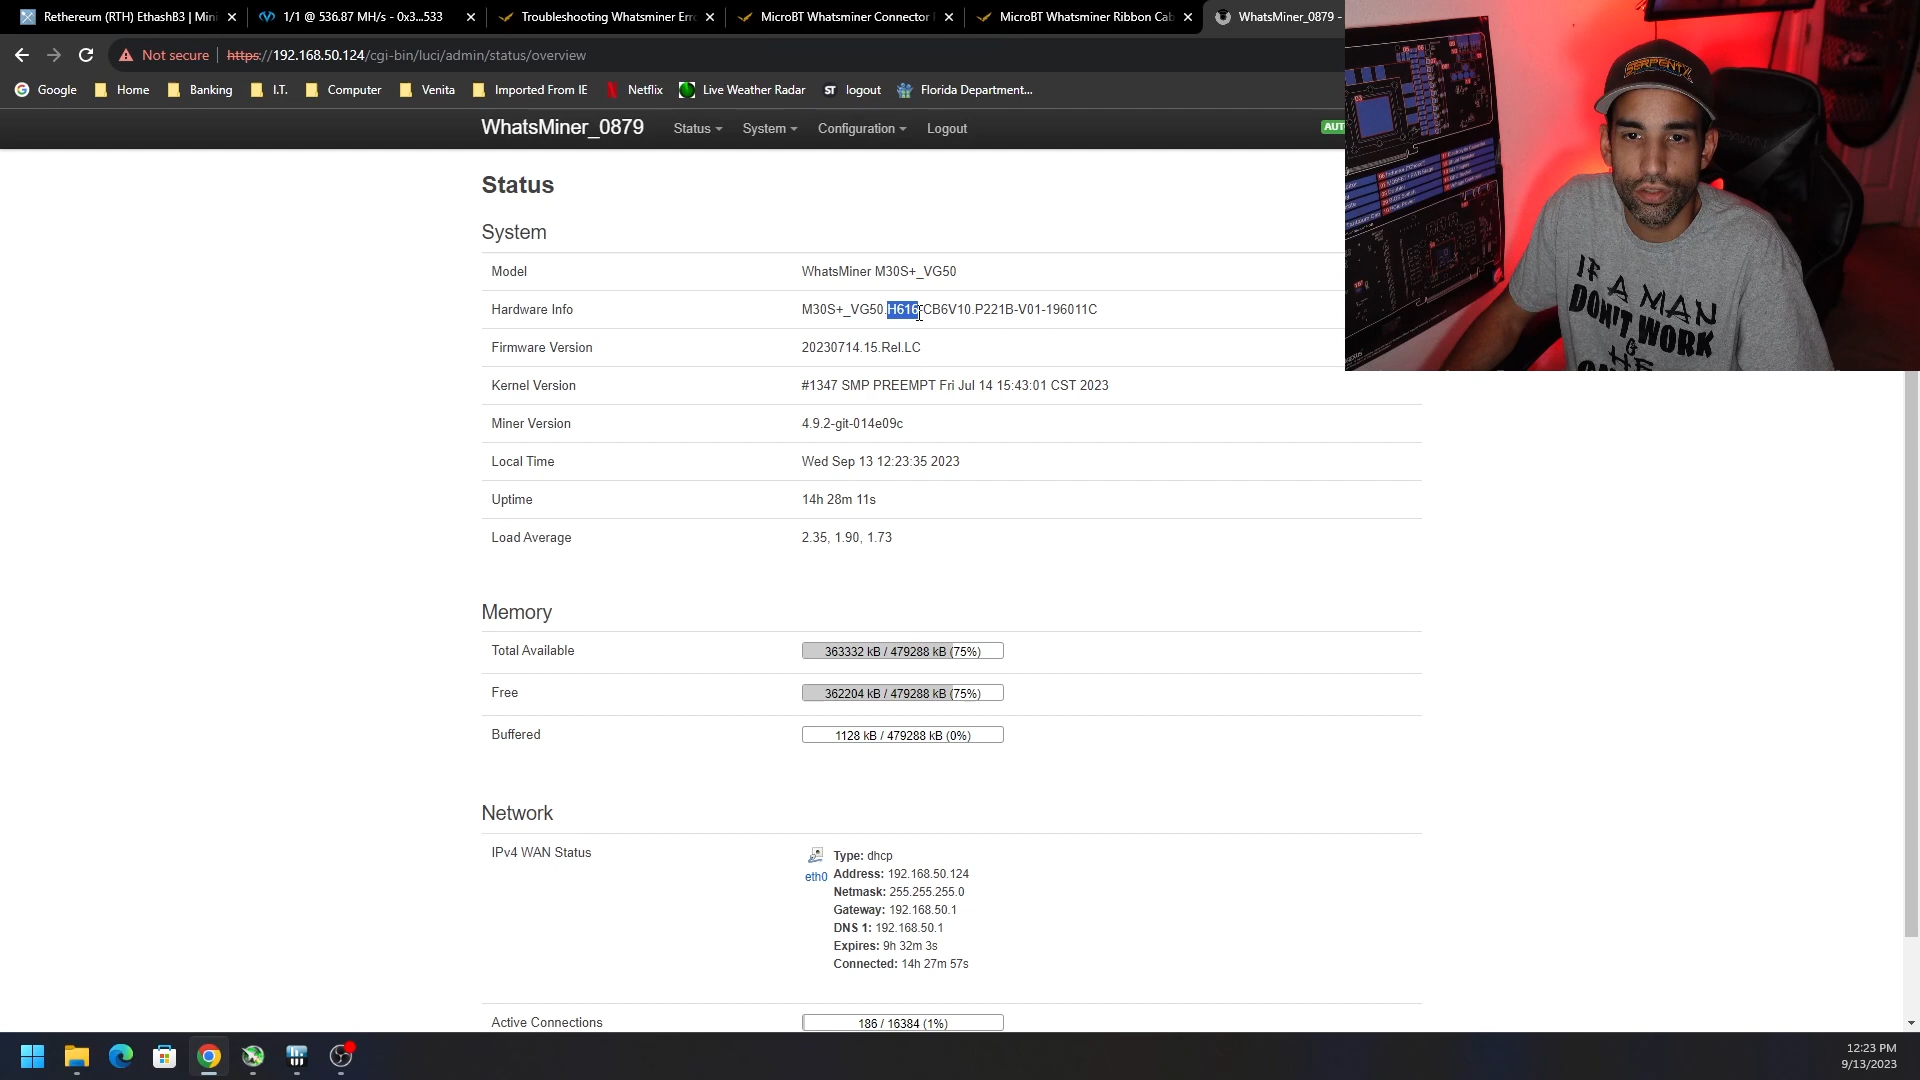 Rethereum (RTH) EthashB3 | Mini
1/1 @ 536.87 MH/s - 0x3...533
Troubleshooting Whatsminer Erro
MicroBT Whatsminer Connector
MicroBT Whatsminer Ribbon Cab
WhatsMiner_0879 -
Not secure
https://192.168.50.124/cgi-bin/luci/admin/status/overview
Google
Home
Banking
I.T.
Computer
Venita
Imported From IE
Netflix
Live Weather Radar
ST logout
Florida Department...
WhatsMiner_0879
Status
System
Configuration
Logout
AUT
SERPENT
IF A MAN
DON'T WORK
& HE
Status
System
Model
WhatsMiner M30S+_VG50
Hardware Info
M30S+_VG50.H616-CB6V10.P221B-V01-196011C
Firmware Version
20230714.15.Rel.LC
Kernel Version
#1347 SMP PREEMPT Fri Jul 14 15:43:01 CST 2023
Miner Version
4.9.2-git-014e09c
Local Time
Wed Sep 13 12:23:35 2023
Uptime
14h 28m 11s
Load Average
2.35, 1.90, 1.73
Memory
Total Available
363332 kB / 479288 kB (75%)
Free
362204 kB / 479288 kB (75%)
Buffered
1128 kB / 479288 kB (0%)
Network
IPv4 WAN Status
eth0
Type: dhcp
Address: 192.168.50.124
Netmask: 255.255.255.0
Gateway: 192.168.50.1
DNS 1: 192.168.50.1
Expires: 9h 32m 3s
Connected: 14h 27m 57s
Active Connections
186 / 16384 (1%)
12:23 PM
9/13/2023